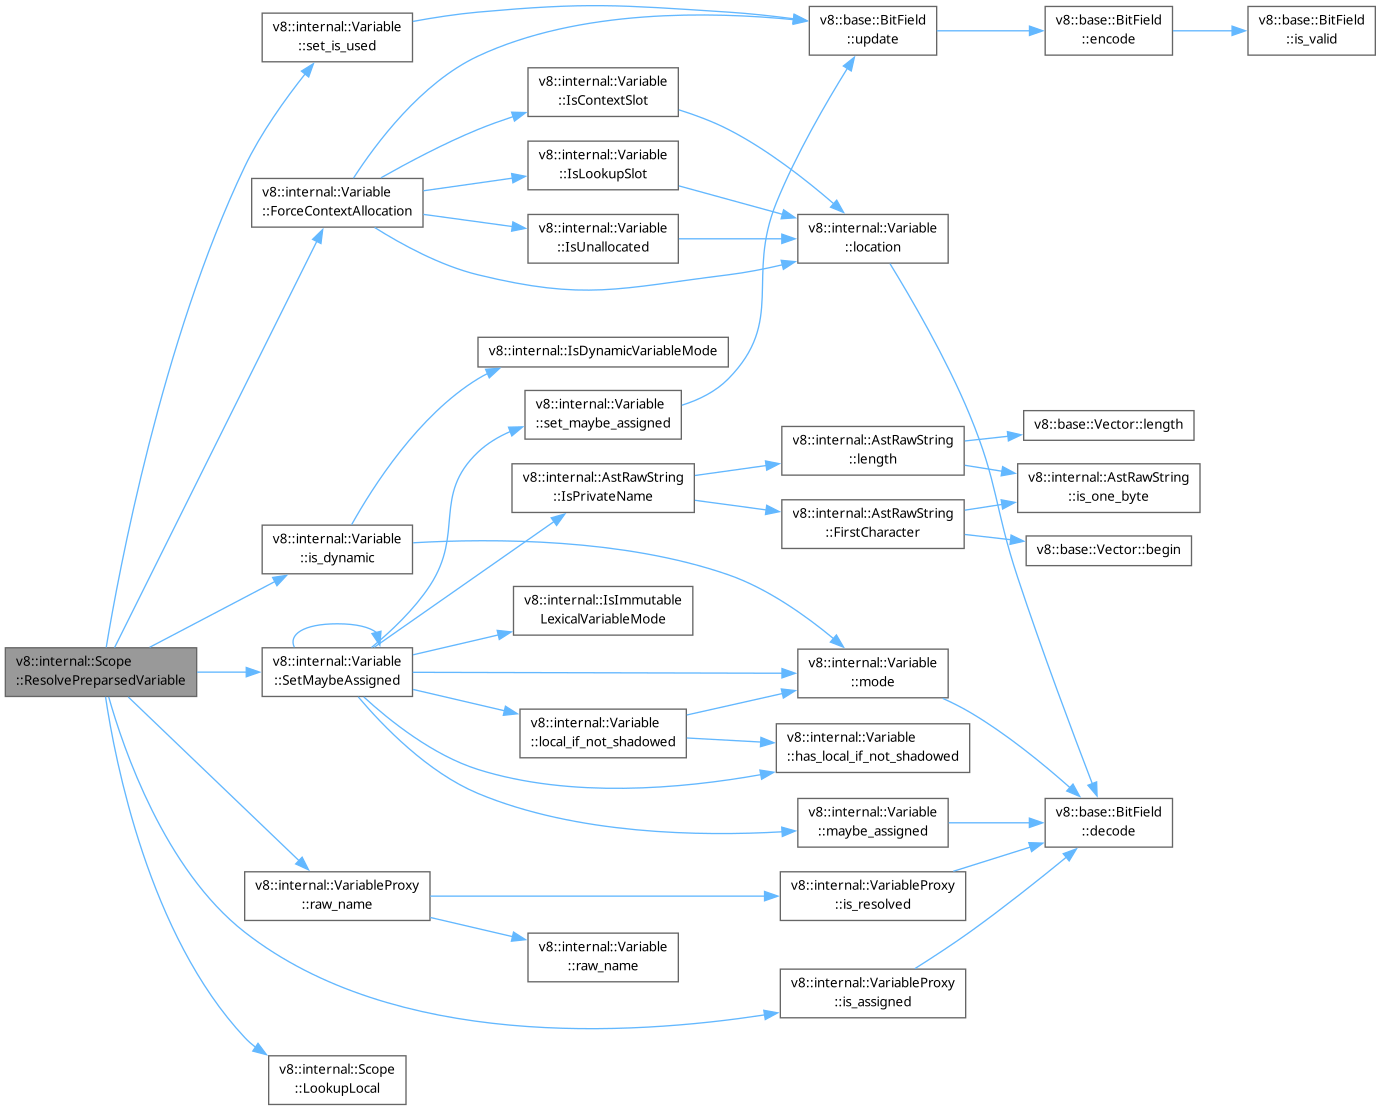 v8::internal::Scope
::ResolvePreparsedVariable
v8::internal::Variable
::set_is_used
v8::internal::Variable
::ForceContextAllocation
v8::internal::Variable
::is_dynamic
v8::internal::Variable
::SetMaybeAssigned
v8::internal::VariableProxy
::raw_name
v8::internal::Scope
::LookupLocal
v8::internal::Variable
::IsContextSlot
v8::internal::Variable
::IsLookupSlot
v8::internal::Variable
::IsUnallocated
v8::internal::IsDynamicVariableMode
v8::internal::Variable
::set_maybe_assigned
v8::internal::AstRawString
::IsPrivateName
v8::internal::IsImmutable
LexicalVariableMode
v8::internal::Variable
::local_if_not_shadowed
v8::internal::Variable
::raw_name
v8::base::BitField
::update
v8::internal::Variable
::location
v8::internal::AstRawString
::length
v8::internal::AstRawString
::FirstCharacter
v8::internal::Variable
::mode
v8::internal::Variable
::has_local_if_not_shadowed
v8::internal::Variable
::maybe_assigned
v8::internal::VariableProxy
::is_resolved
v8::internal::VariableProxy
::is_assigned
v8::base::BitField
::encode
v8::base::Vector::length
v8::internal::AstRawString
::is_one_byte
v8::base::Vector::begin
v8::base::BitField
::decode
v8::base::BitField
::is_valid